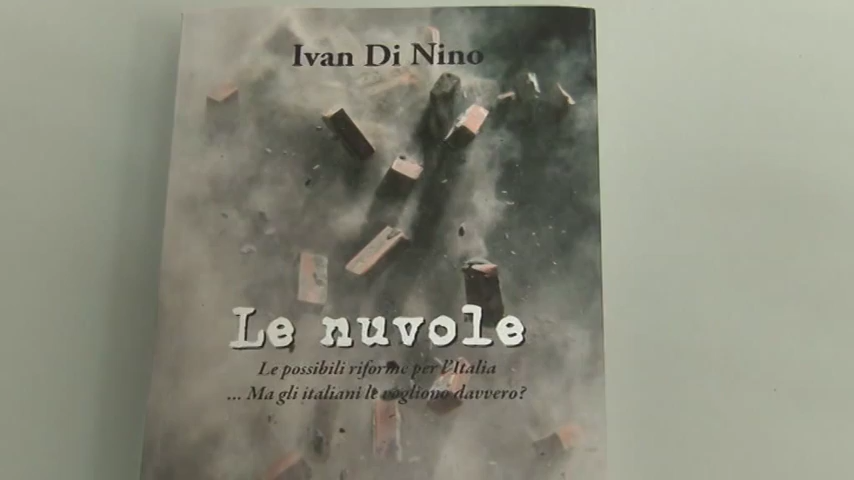 Ivan Di Nino
Le nuvole
Le possibili riforme per l'Italia
... Ma gli italiani le vogliono davvero?